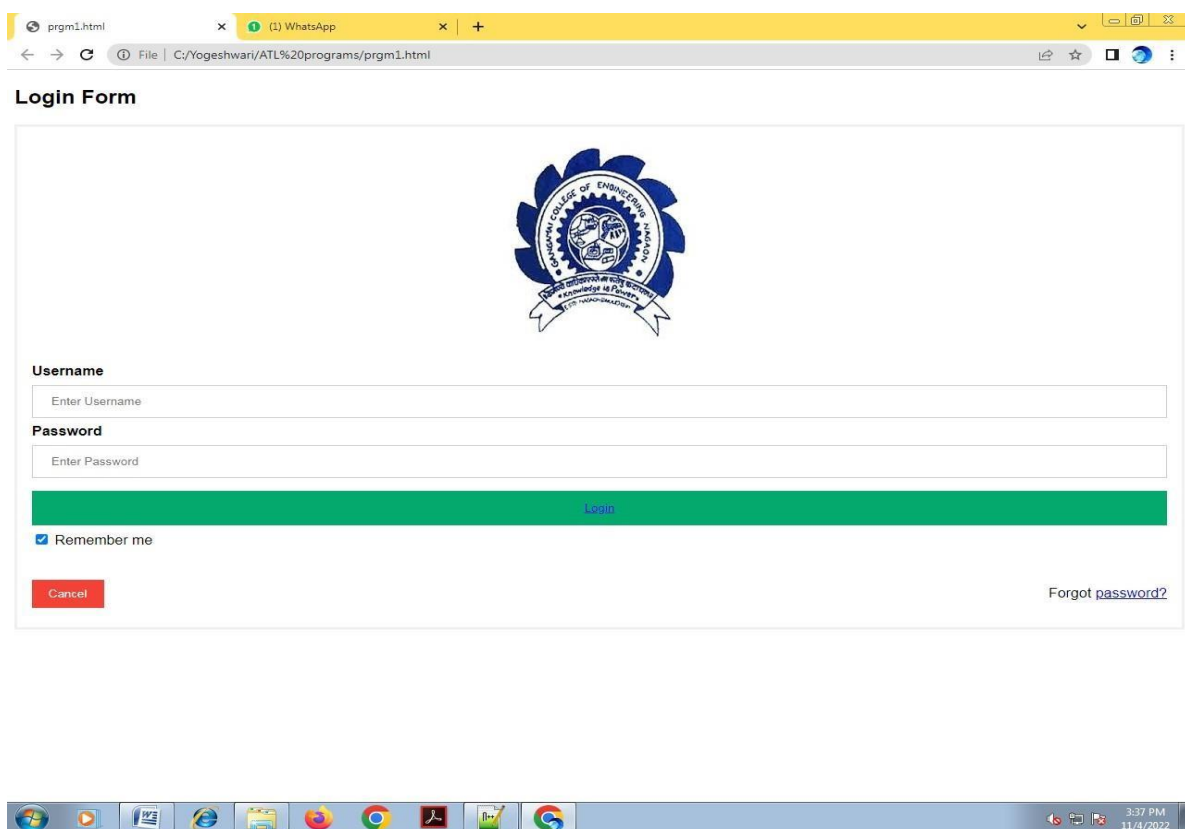 prgm1.html
(1) WhatsApp
File | C:/Yogeshwari/ATL%20programs/prgm1.html
Login Form
GANGAMAI COLLEGE OF ENGINEERING NAGAON
Knowledge is Power
Username
Enter Username
Password
Enter Password
Login
Remember me
Cancel
Forgot password?
3:37 PM
11/4/2022